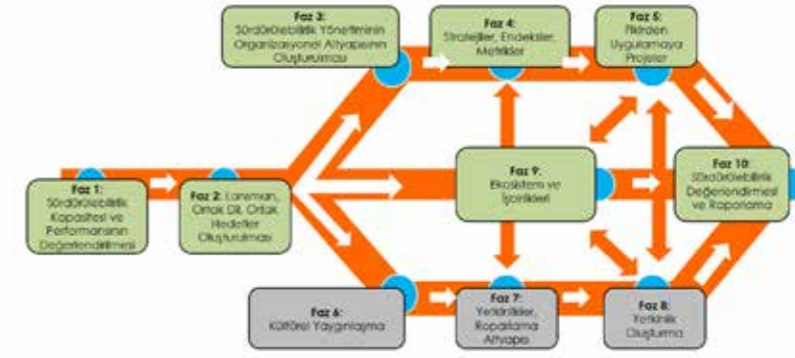 Faz 3:
Sürdürülebilirlik Yönetiminin
Organizasyonel Altyapısının
Oluşturulması
Faz 4:
Stratejiler, Endeksler,
Metrikler
Faz 5:
Fikirden
Uygulamaya
Projeler
Faz 1:
Sürdürülebilirlik
Kapasitesi ve
Performansının
Değerlendirilmesi
Faz 2: Lansman,
Ortak Dil, Ortak
Hedefler
Oluşturulması
Faz 9:
Ekosistem ve
İşbirlikleri
Faz 10:
Sürdürülebilirlik
Değerlendirmesi
ve Raporlama
Faz 6:
Kültürel Yaygınlaşma
Faz 7:
Yetkinlikler,
Raporlama
Altyapısı
Faz 8:
Yetkinlik
Oluşturma